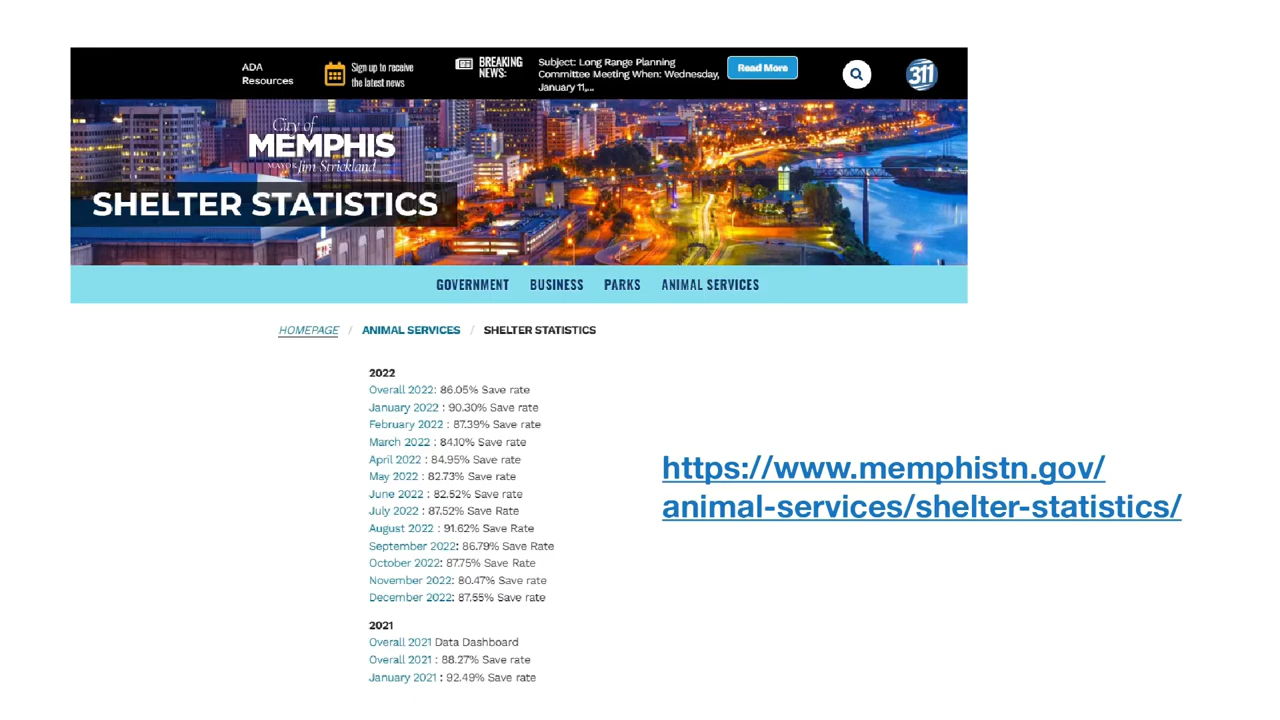 ADA
Resources
Sign up to receive
the latest news
BREAKING
NEWS:
Subject: Long Range Planning
Committee Meeting When: Wednesday,
January 11,...
Read More
311
City of
MEMPHIS
MAYOR Jim Strickland
SHELTER STATISTICS
GOVERNMENT BUSINESS PARKS ANIMAL SERVICES
HOMEPAGE / ANIMAL SERVICES / SHELTER STATISTICS
2022
Overall 2022: 86.05% Save rate
January 2022 : 90.30% Save rate
February 2022 : 87.39% Save rate
March 2022 : 84.10% Save rate
April 2022 : 84.95% Save rate
May 2022 : 82.73% Save rate
June 2022 : 82.52% Save rate
July 2022 : 87.52% Save Rate
August 2022 : 91.62% Save Rate
September 2022: 86.79% Save Rate
October 2022: 87.75% Save Rate
November 2022: 80.47% Save rate
December 2022: 87.55% Save rate
2021
Overall 2021 Data Dashboard
Overall 2021 : 88.27% Save rate
January 2021 : 92.49% Save rate
https://www.memphistn.gov/
animal-services/shelter-statistics/